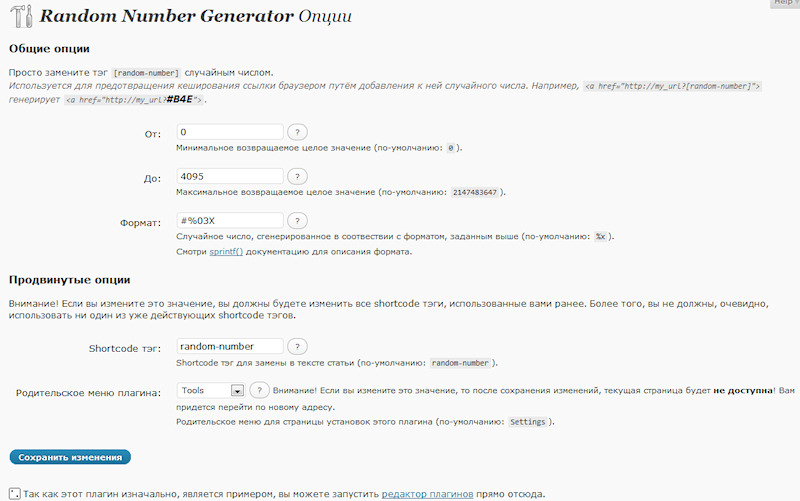 Help
Random Number Generator Опции
Общие опции
Просто замените тэг [random-number] случайным числом.
Используется для предотвращения кеширования ссылки браузером путём добавления к ней случайного числа. Например, <a href="http://my_url?[random-number]">
генерирует <a href="http://my_url?#B4E">.
От: 0 ?
Минимальное возвращаемое целое значение (по-умолчанию: 0 ).
До: 4095 ?
Максимальное возвращаемое целое значение (по-умолчанию: 2147483647 ).
Формат: #%03X ?
Случайное число, сгенерированное в соотвествии с форматом, заданным выше (по-умолчанию: %x ).
Смотри sprintf() документацию для описания формата.
Продвинутые опции
Внимание! Если вы измените это значение, вы должны будете изменить все shortcode тэги, использованные вами ранее. Более того, вы не должны, очевидно,
использовать ни один из уже действующих shortcode тэгов.
Shortcode тэг: random-number ?
Shortcode тэг для замены в тексте статьи (по-умолчанию: random-number ).
Родительское меню плагина: Tools ? Внимание! Если вы измените это значение, то после сохранения изменений, текущая страница будет не доступна! Вам
придется перейти по новому адресу.
Родительское меню для страницы установок этого плагина (по-умолчанию: Settings ).
Сохранить изменения
Так как этот плагин изначально, является примером, вы можете запустить редактор плагинов прямо отсюда.